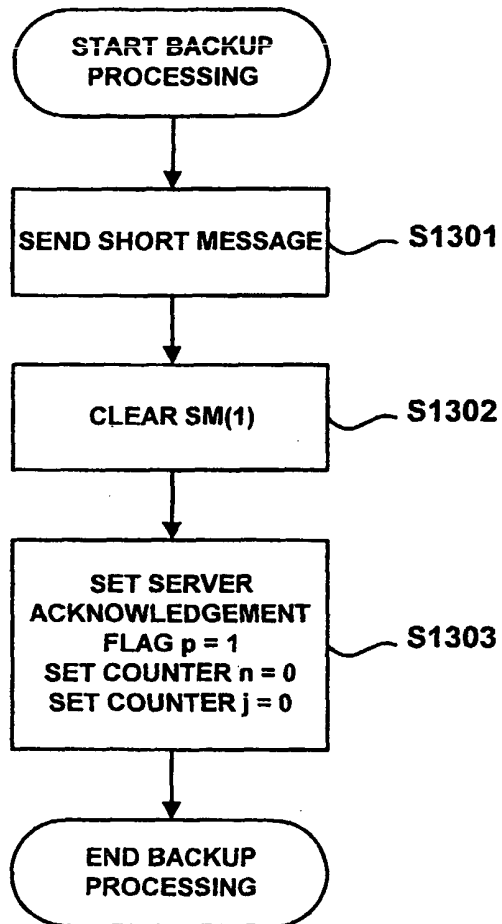 START BACKUP
PROCESSING
SEND SHORT MESSAGE
S1301
CLEAR SM(1)
S1302
SET SERVER
ACKNOWLEDGEMENT
FLAG p = 1
SET COUNTER n = 0
SET COUNTER j = 0
S1303
END BACKUP
PROCESSING